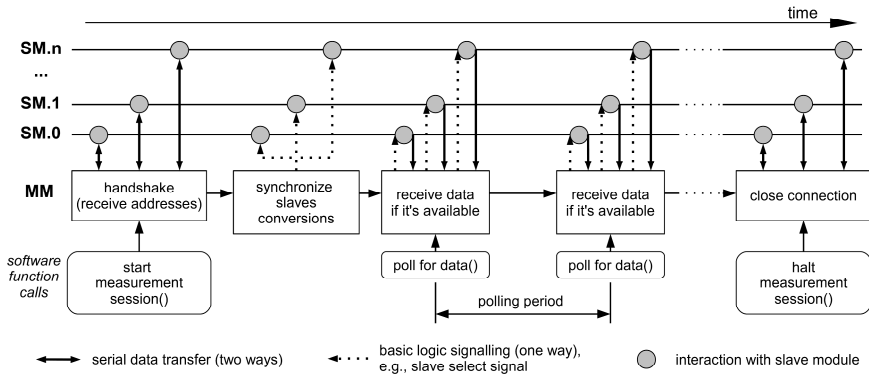 time
SM.n
...
SM.1
SM.0
MM
handshake
(receive addresses)
synchronize
slaves
conversions
receive data
if it's available
receive data
if it's available
close connection
software
function
calls
start
measurement
session()
poll for data()
poll for data()
halt
measurement
session()
polling period
serial data transfer (two ways)
basic logic signalling (one way),
e.g., slave select signal
interaction with slave module